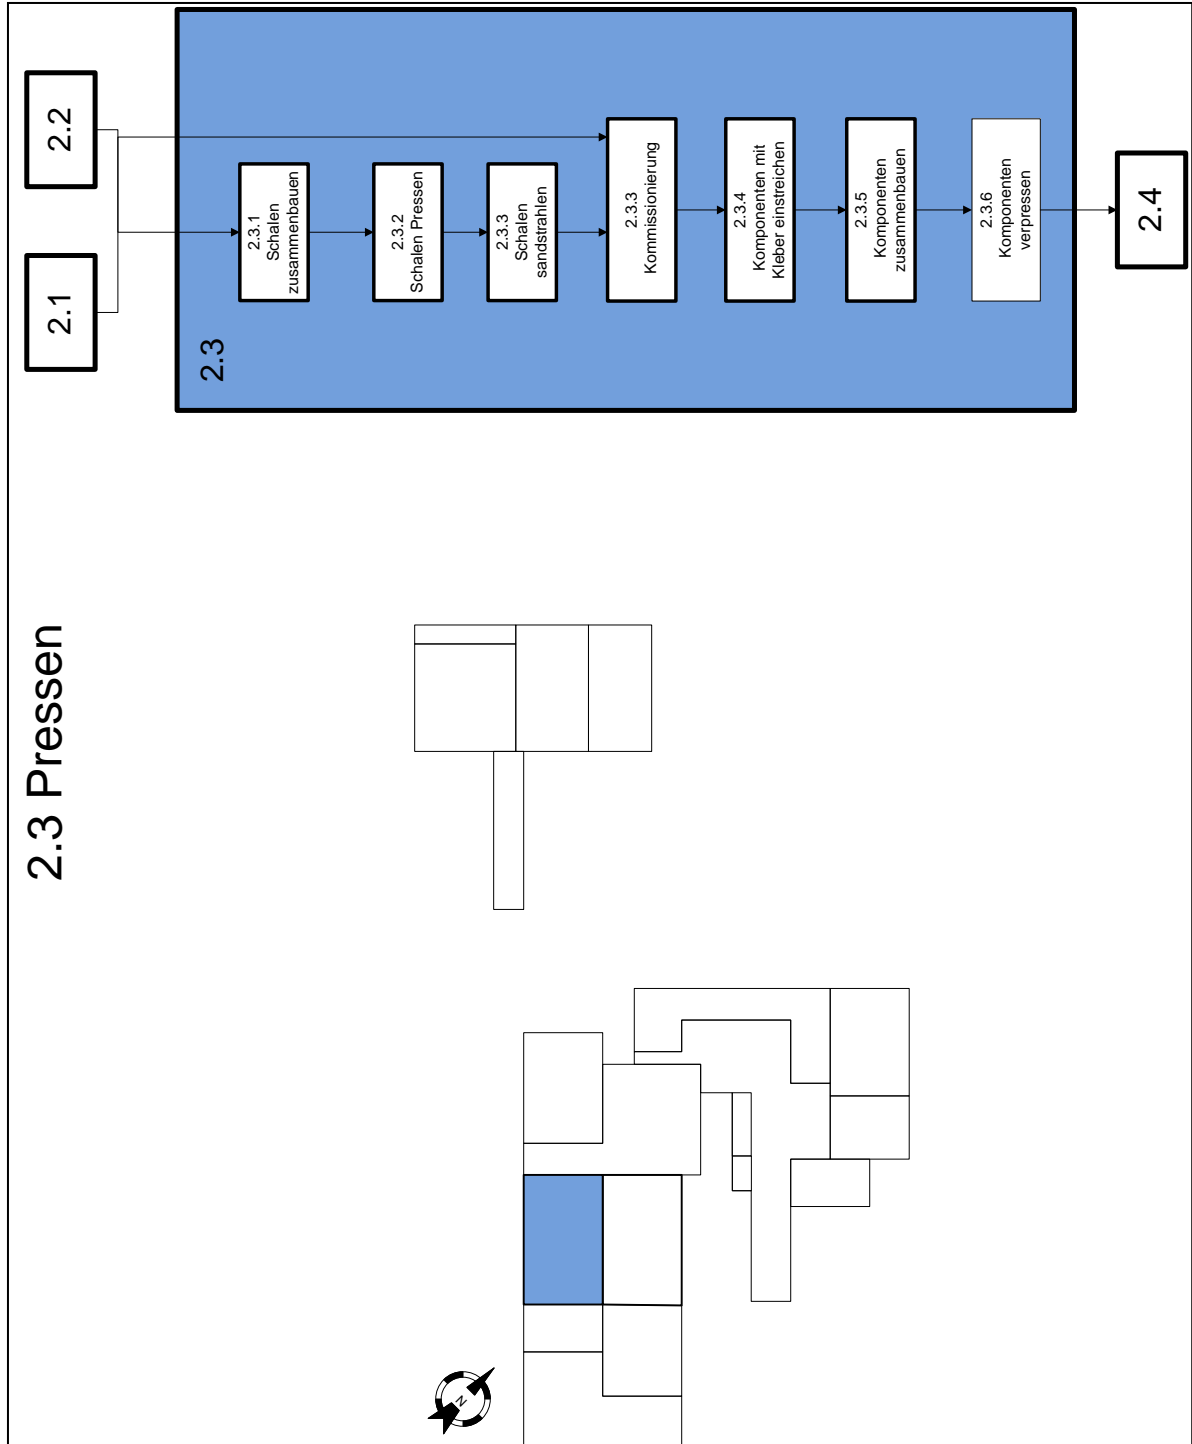 2.3 Pressen
2.1
2.2
2.3
2.3.1
Schalen
zusammenbauen
2.3.2
Schalen Pressen
2.3.3
Schalen
sandstrahlen
2.3.3
Kommissionierung
2.3.4
Komponenten mit
Kleber einstreichen
2.3.5
Komponenten
zusammenbauen
2.3.6
Komponenten
verpressen
2.4
N